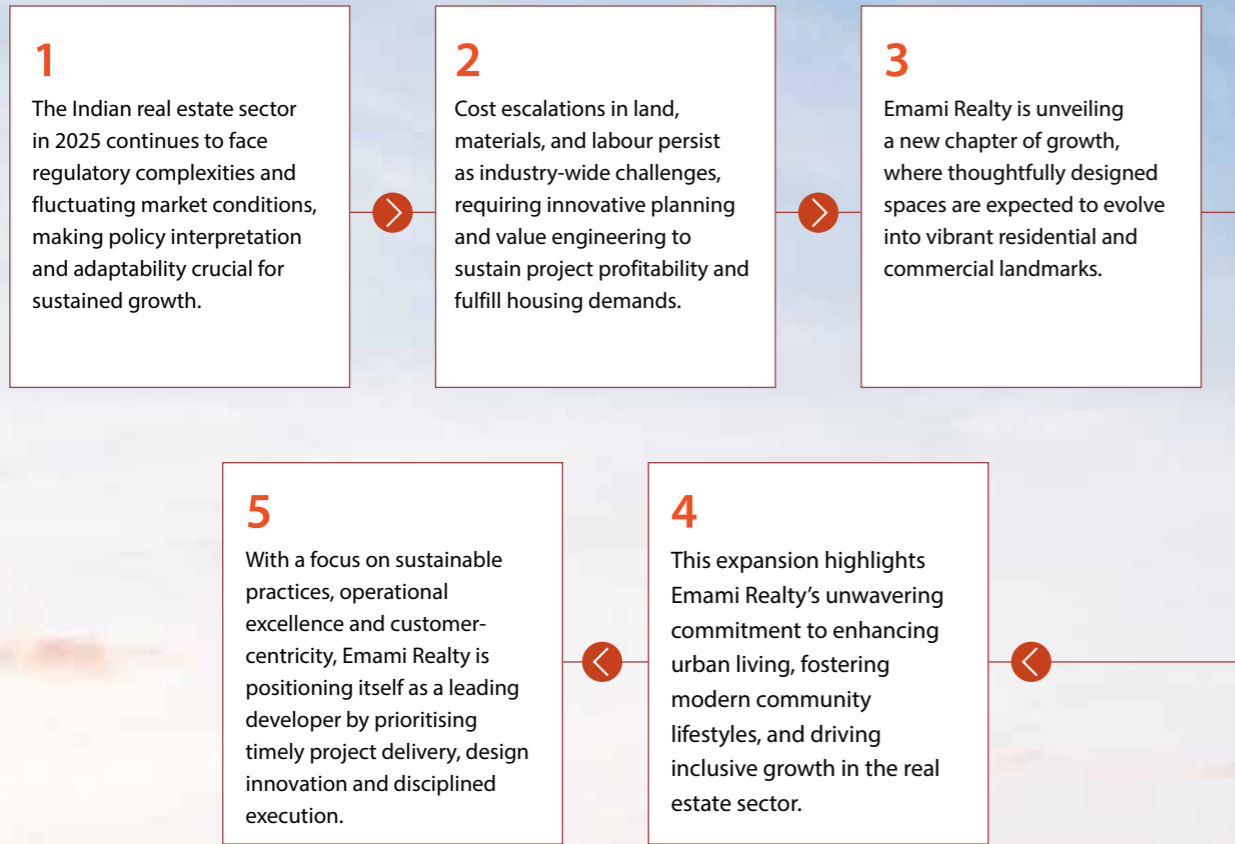 1
The Indian real estate sector
in 2025 continues to face
regulatory complexities and
fluctuating market conditions,
making policy interpretation
and adaptability crucial for
sustained growth.
2
Cost escalations in land,
materials, and labour persist
as industry-wide challenges,
requiring innovative planning
and value engineering to
sustain project profitability and
fulfill housing demands.
3
Emami Realty is unveiling
a new chapter of growth,
where thoughtfully designed
spaces are expected to evolve
into vibrant residential and
commercial landmarks.
4
This expansion highlights
Emami Realty’s unwavering
commitment to enhancing
urban living, fostering
modern community
lifestyles, and driving
inclusive growth in the real
estate sector.
5
With a focus on sustainable
practices, operational
excellence and customer-
centricity, Emami Realty is
positioning itself as a leading
developer by prioritising
timely project delivery, design
innovation and disciplined
execution.